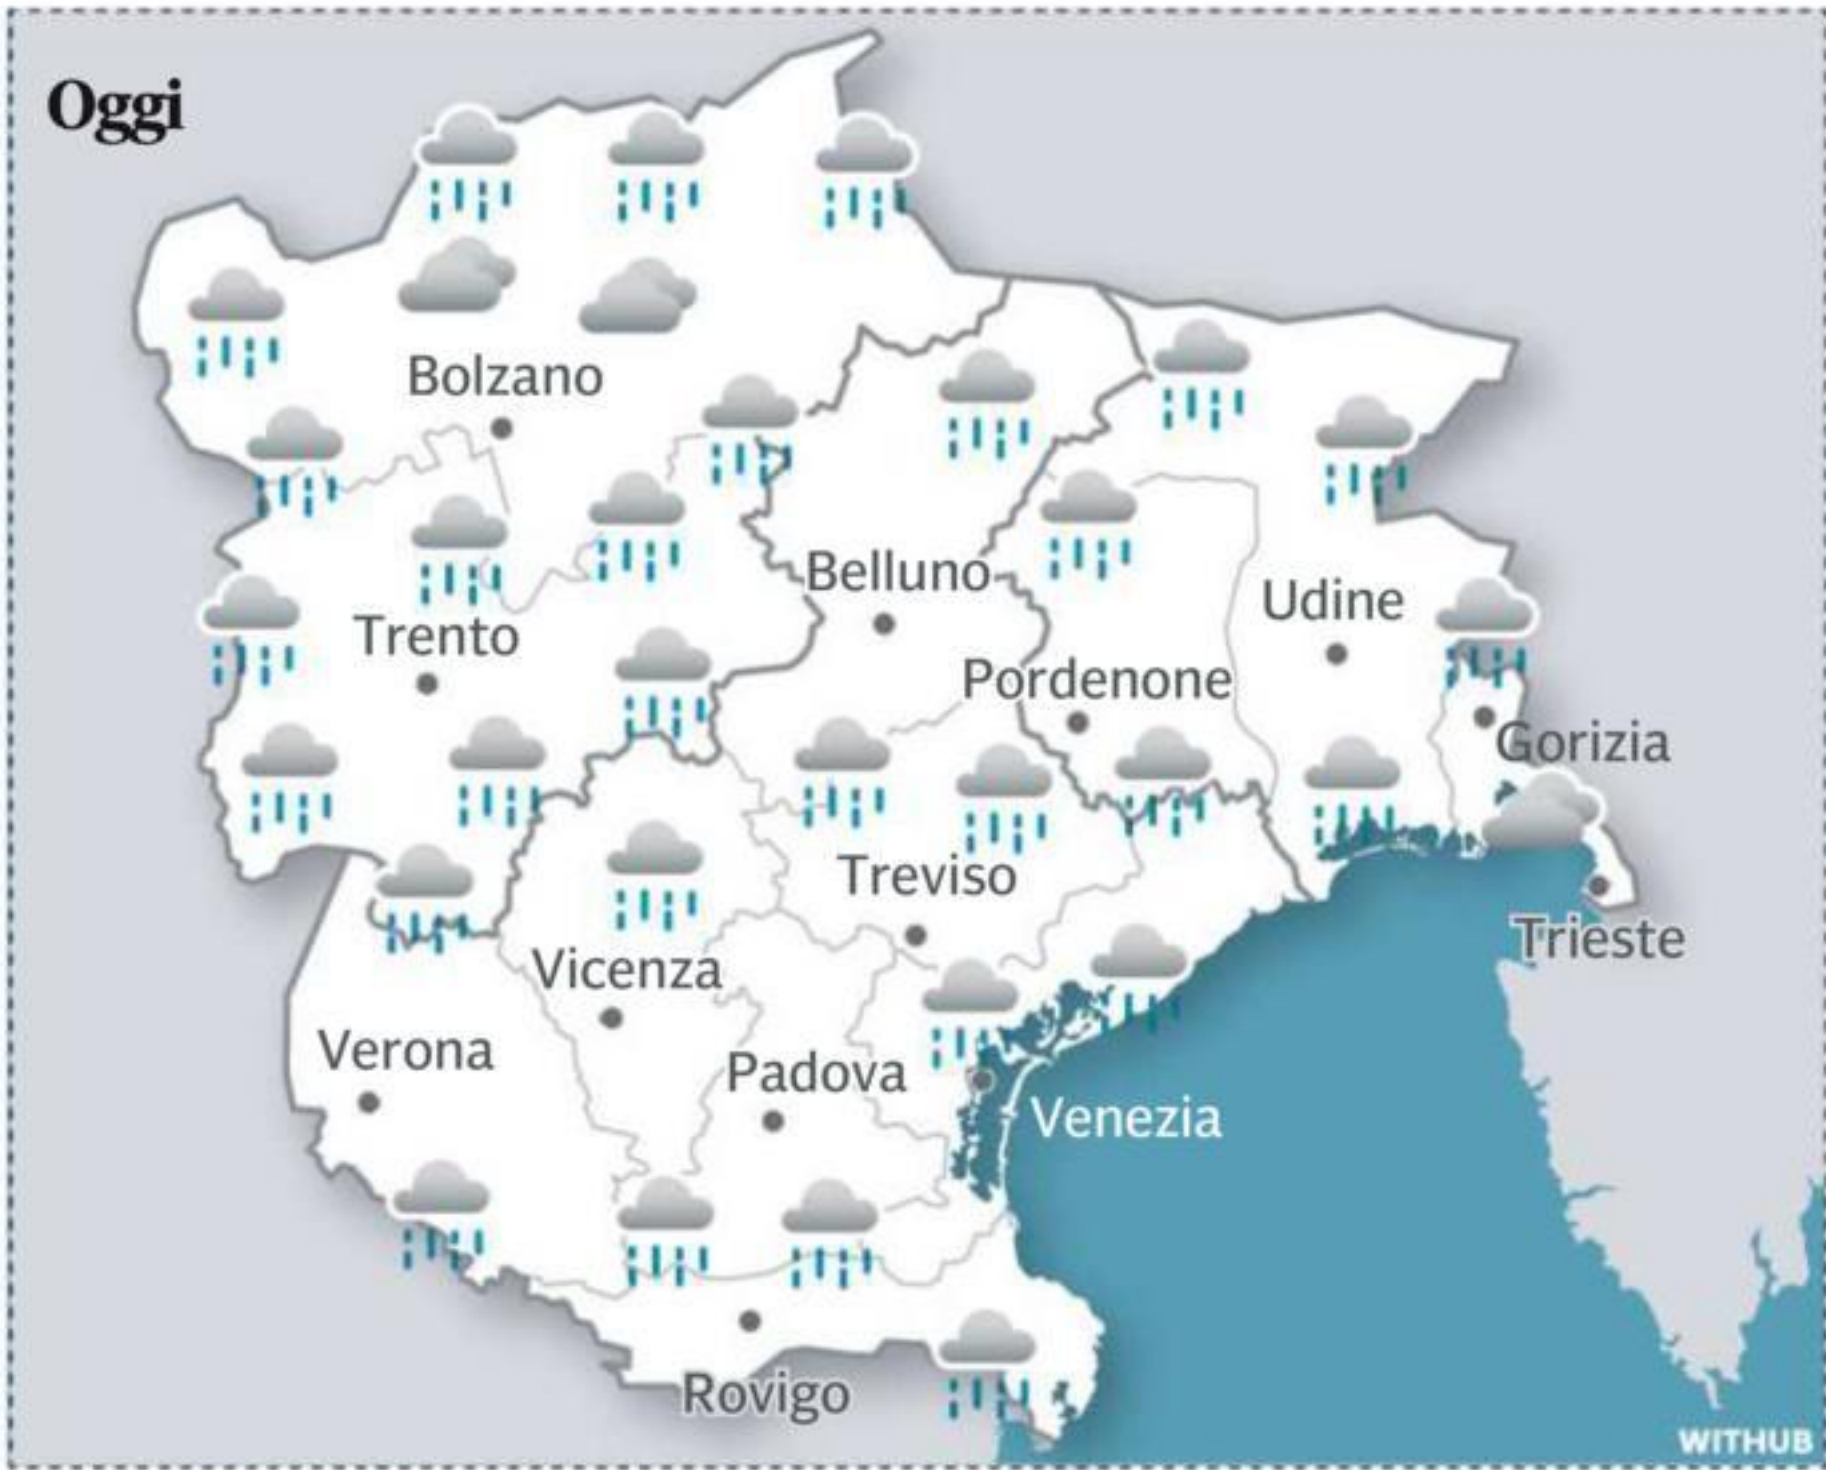 Oggi
Bolzano
Belluno
Udine
Trento
Pordenone
Gorizia
Treviso
Trieste
Vicenza
Verona
Padova
Venezia
Rovigo
WITHUB